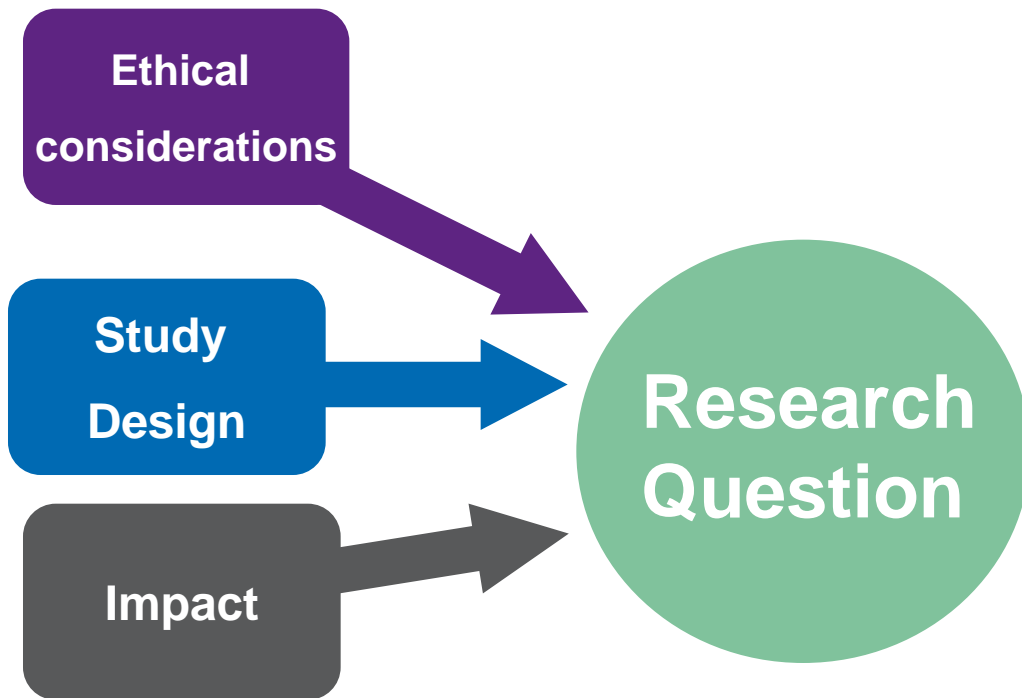 Ethical
considerations
Study
Design
Impact
Research
Question